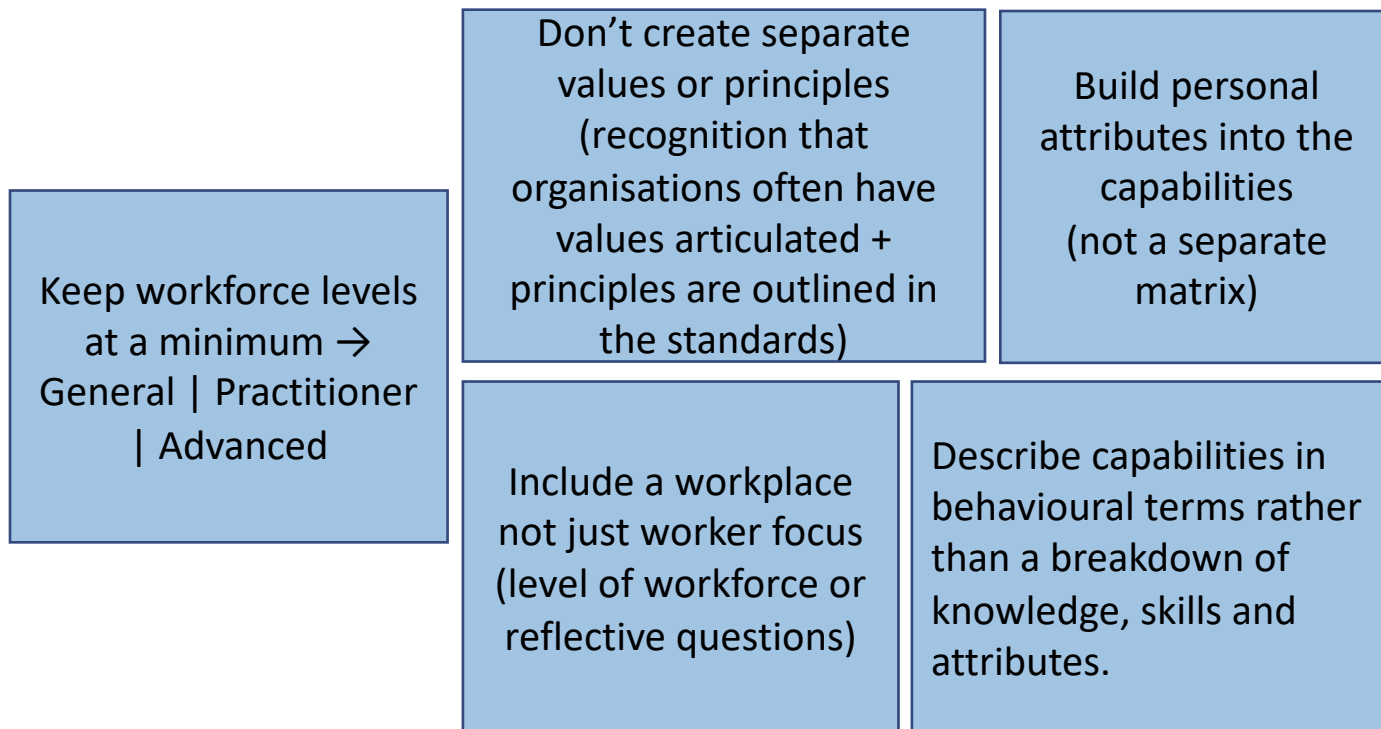 Keep workforce levels
at a minimum →
General | Practitioner
| Advanced
Don’t create separate
values or principles
(recognition that
organisations often have
values articulated +
principles are outlined in
the standards)
Build personal
attributes into the
capabilities
(not a separate
matrix)
Include a workplace
not just worker focus
(level of workforce or
reflective questions)
Describe capabilities in
behavioural terms rather
than a breakdown of
knowledge, skills and
attributes.